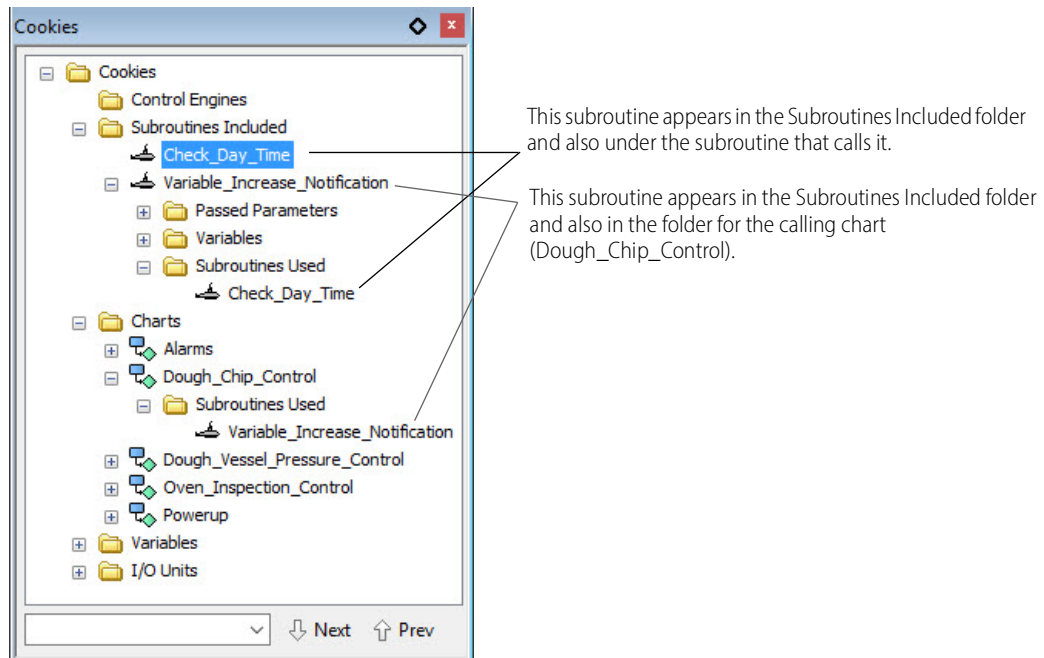 Cookies
Cookies
Control Engines
Subroutines Included
Check_Day_Time
Variable_Increase_Notification
Passed Parameters
Variables
Subroutines Used
Check_Day_Time
Charts
Alarms
Dough_Chip_Control
Subroutines Used
Variable_Increase_Notification
Dough_Vessel_Pressure_Control
Oven_Inspection_Control
Powerup
Variables
I/O Units
Next Prev
This subroutine appears in the Subroutines Included folder
and also under the subroutine that calls it.
This subroutine appears in the Subroutines Included folder
and also in the folder for the calling chart
(Dough_Chip_Control).